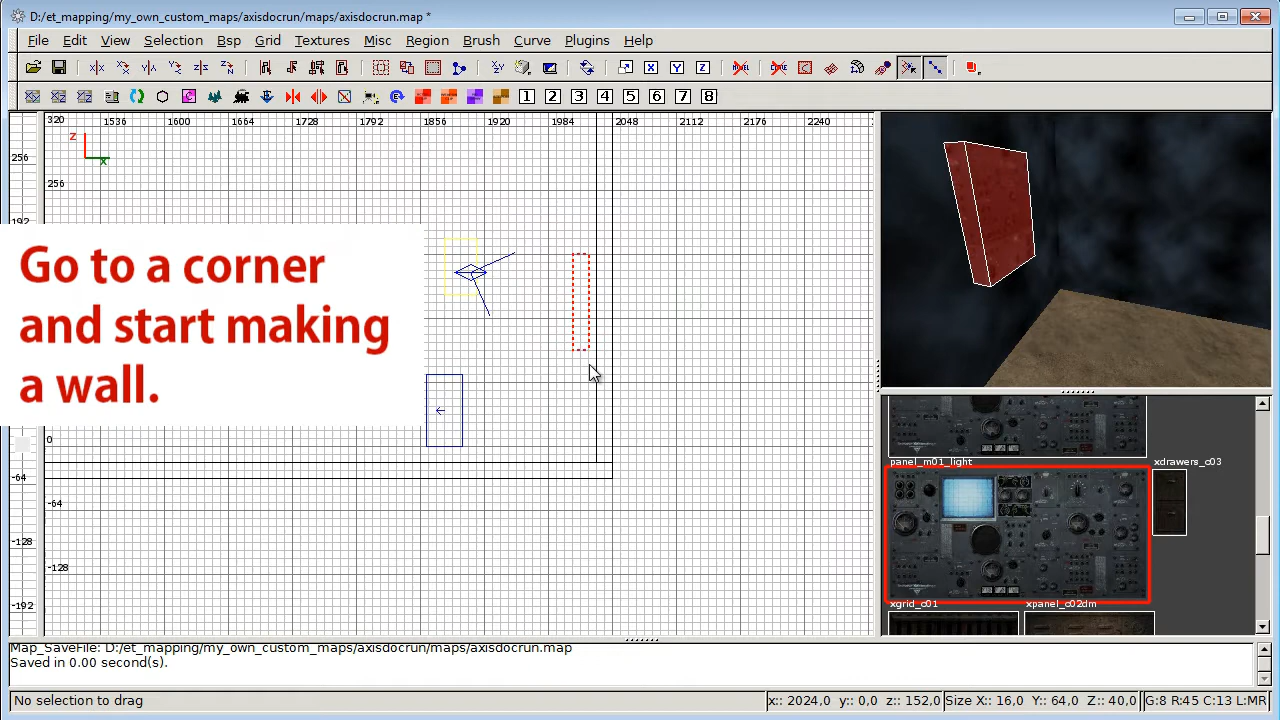 D:/et_mapping/my_own_custom_maps/axisdocrun/maps/axisdocrun.map *
File Edit View Selection Bsp Grid Textures Misc Region Brush Curve Plugins Help
1 2 3 4 5 6 7 8
320 1536 1600 1664 1728 1792 1856 1920 1984 2048 2112 2176 2240
Z
X
256
256
192
Go to a corner
and start making
a wall.
0
-64
-64
-128
-128
-192
panel_m01_light xdrawers_c03
xgrid_c01 xpanel_c02dm
Map_SaveFile: D:/et_mapping/my_own_custom_maps/axisdocrun/maps/axisdocrun.map
Saved in 0.00 second(s).
No selection to drag x:: 2024,0 y:: 0,0 z:: 152,0 Size X:: 16,0 Y:: 64,0 Z:: 40,0 G:8 R:45 C:13 L:MR